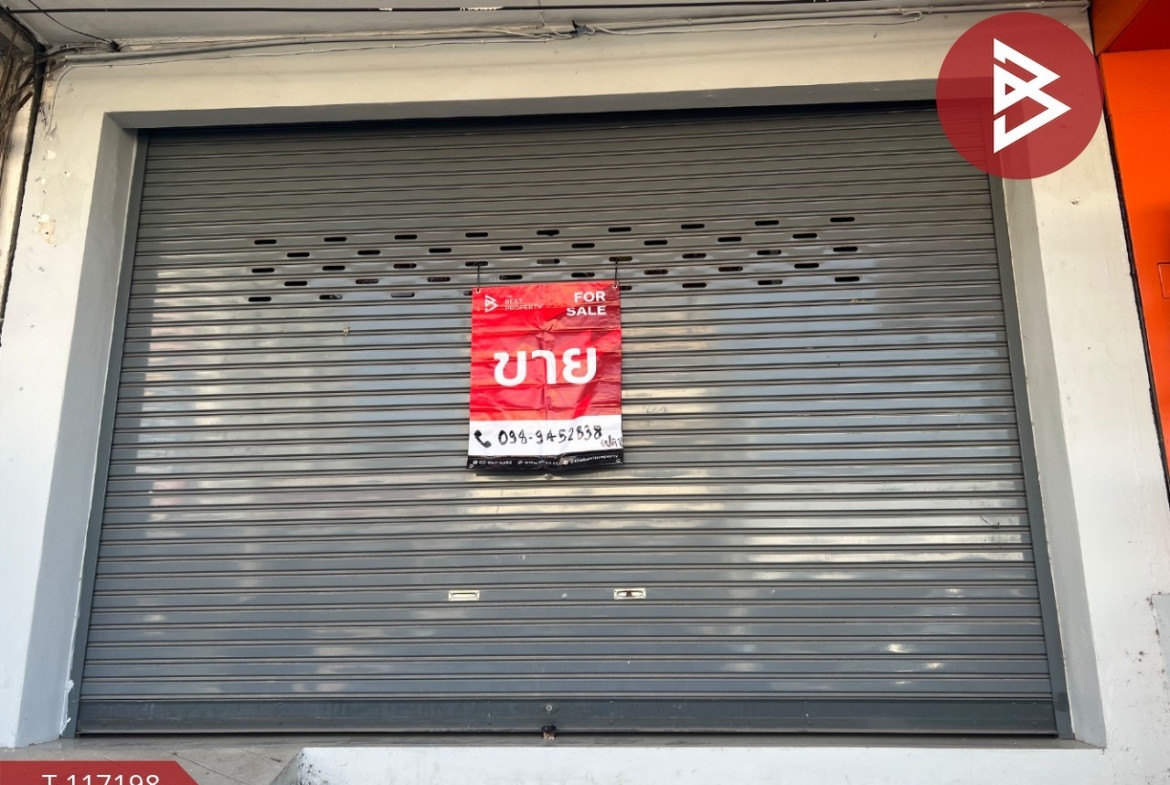 BEST
PROPERTY
FOR
SALE
ขาย
098-9452838
T 117198